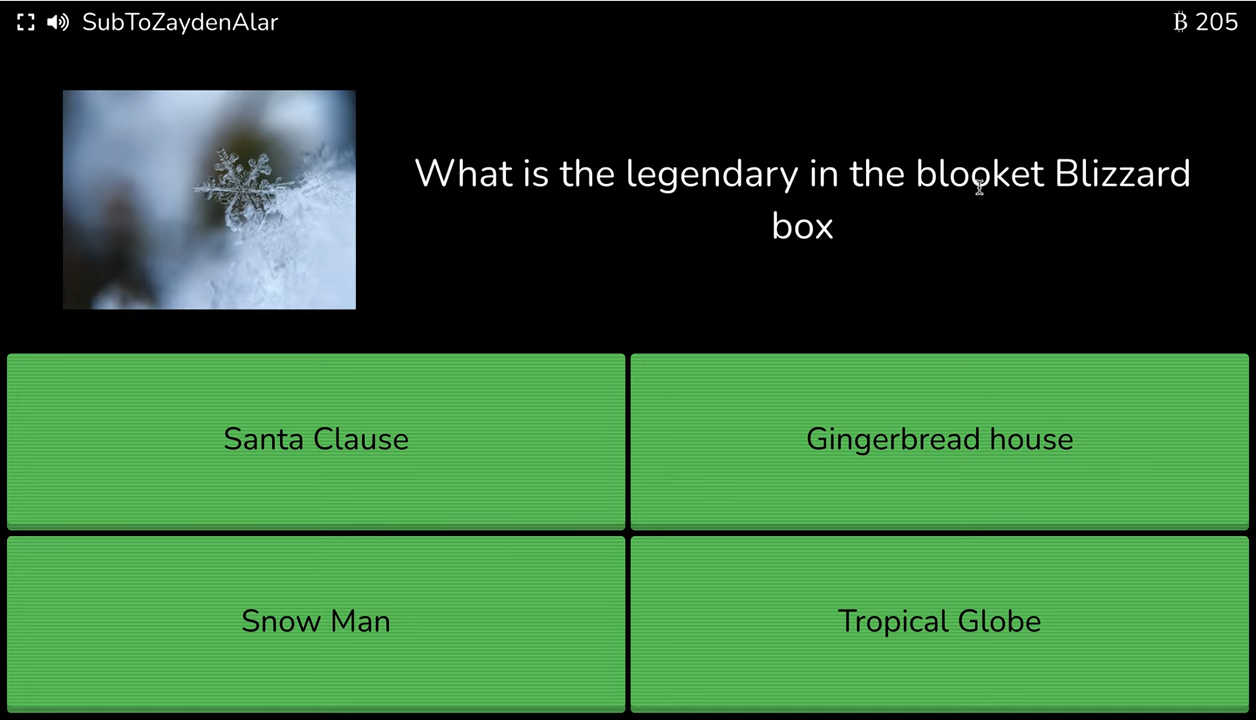 SubToZaydenAlar
₿ 205
What is the legendary in the blooket Blizzard
box
Santa Clause
Gingerbread house
Snow Man
Tropical Globe